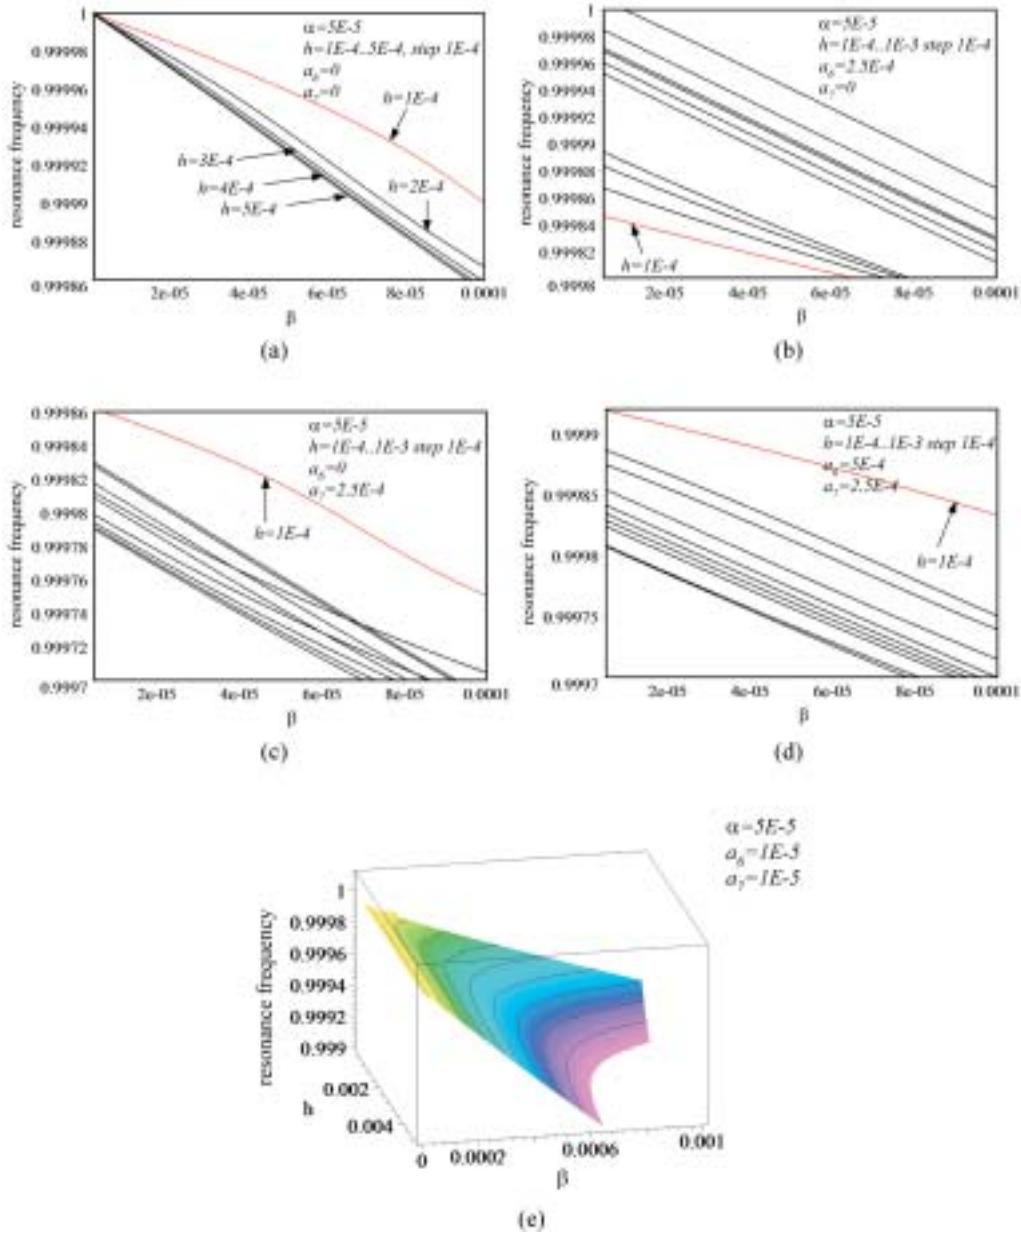 1
0.99998
0.99996
0.99994
0.99992
0.9999
0.99988
0.99986
resonance frequency
α=5E-5
h=1E-4..5E-4, step 1E-4
a6=0
a7=0
h=1E-4
h=3E-4
h=4E-4
h=5E-4
h=2E-4
2e-05
4e-05
6e-05
8e-05
0.0001
β
(a)
1
0.99998
0.99996
0.99994
0.99992
0.9999
0.99988
0.99986
0.99984
0.99982
0.9998
resonance frequency
α=5E-5
h=1E-4..1E-3 step 1E-4
a6=2.5E-4
a7=0
h=1E-4
2e-05
4e-05
6e-05
8e-05
0.0001
β
(b)
0.99986
0.99984
0.99982
0.9998
0.99978
0.99976
0.99974
0.99972
0.9997
resonance frequency
α=5E-5
h=1E-4..1E-3 step 1E-4
a6=0
a7=2.5E-4
h=1E-4
2e-05
4e-05
6e-05
8e-05
0.0001
β
(c)
0.9999
0.99985
0.9998
0.99975
0.9997
resonance frequency
α=5E-5
h=1E-4..1E-3 step 1E-4
a6=5E-4
a7=2.5E-4
h=1E-4
2e-05
4e-05
6e-05
8e-05
0.0001
β
(d)
α=5E-5
a6=1E-5
a7=1E-5
1
0.9998
0.9996
0.9994
0.9992
0.999
resonance frequency
0.002
0.004
h
0
0.0002
0.0006
0.001
β
(e)